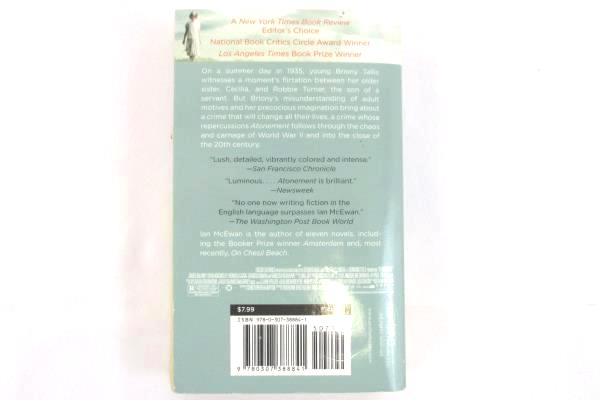 A New York Times Book Review
Editor's Choice
National Book Critics Circle Award Winner
Los Angeles Times Book Prize Winner
On a summer day in 1935, young Briony Tallis
witnesses a moment's flirtation between her older
sister, Cecilia, and Robbie Turner, the son of a
servant. But Briony's misunderstanding of adult
motives and her precocious imagination bring about
a crime that will change all their lives, a crime whose
repercussions Atonement follows through the chaos
and carnage of World War II and into the close of
the 20th century.
"Lush, detailed, vibrantly colored and intense."
—San Francisco Chronicle
"Luminous. . . . Atonement is brilliant."
—Newsweek
"No one now writing fiction in the
English language surpasses Ian McEwan."
—The Washington Post Book World
Ian McEwan is the author of eleven novels, includ-
ing the Booker Prize winner Amsterdam and, most
recently, On Chesil Beach.
R
$7.99
ISBN 978-0-307-38884-1
9 780307 388841